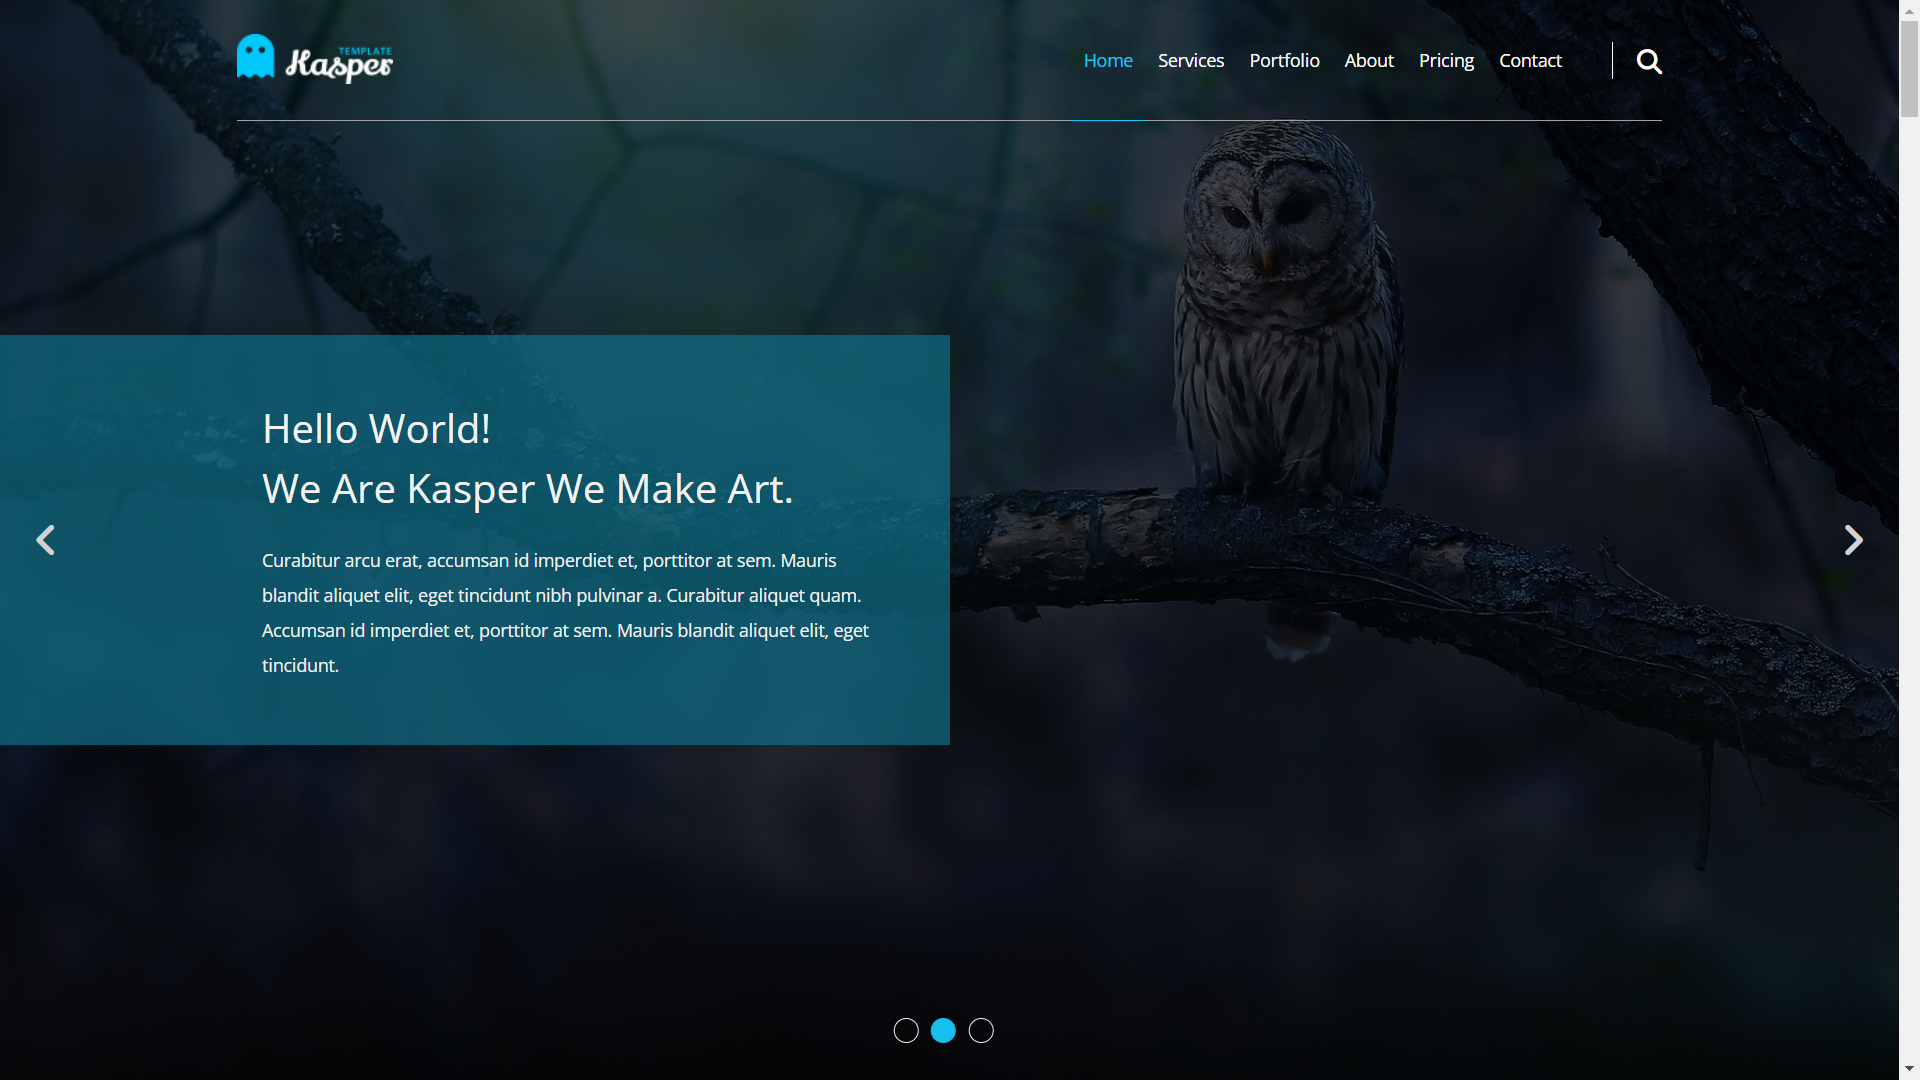 TEMPLATE
Kasper
Home Services Portfolio About Pricing Contact
Hello World!
We Are Kasper We Make Art.
Curabitur arcu erat, accumsan id imperdiet et, porttitor at sem. Mauris
blandit aliquet elit, eget tincidunt nibh pulvinar a. Curabitur aliquet quam.
Accumsan id imperdiet et, porttitor at sem. Mauris blandit aliquet elit, eget
tincidunt.